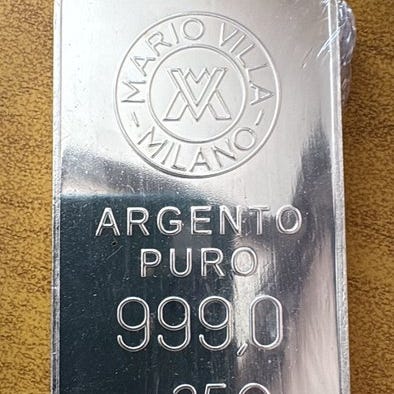 MARIO VILLA
MILANO
ARGENTO
PURO
999,0